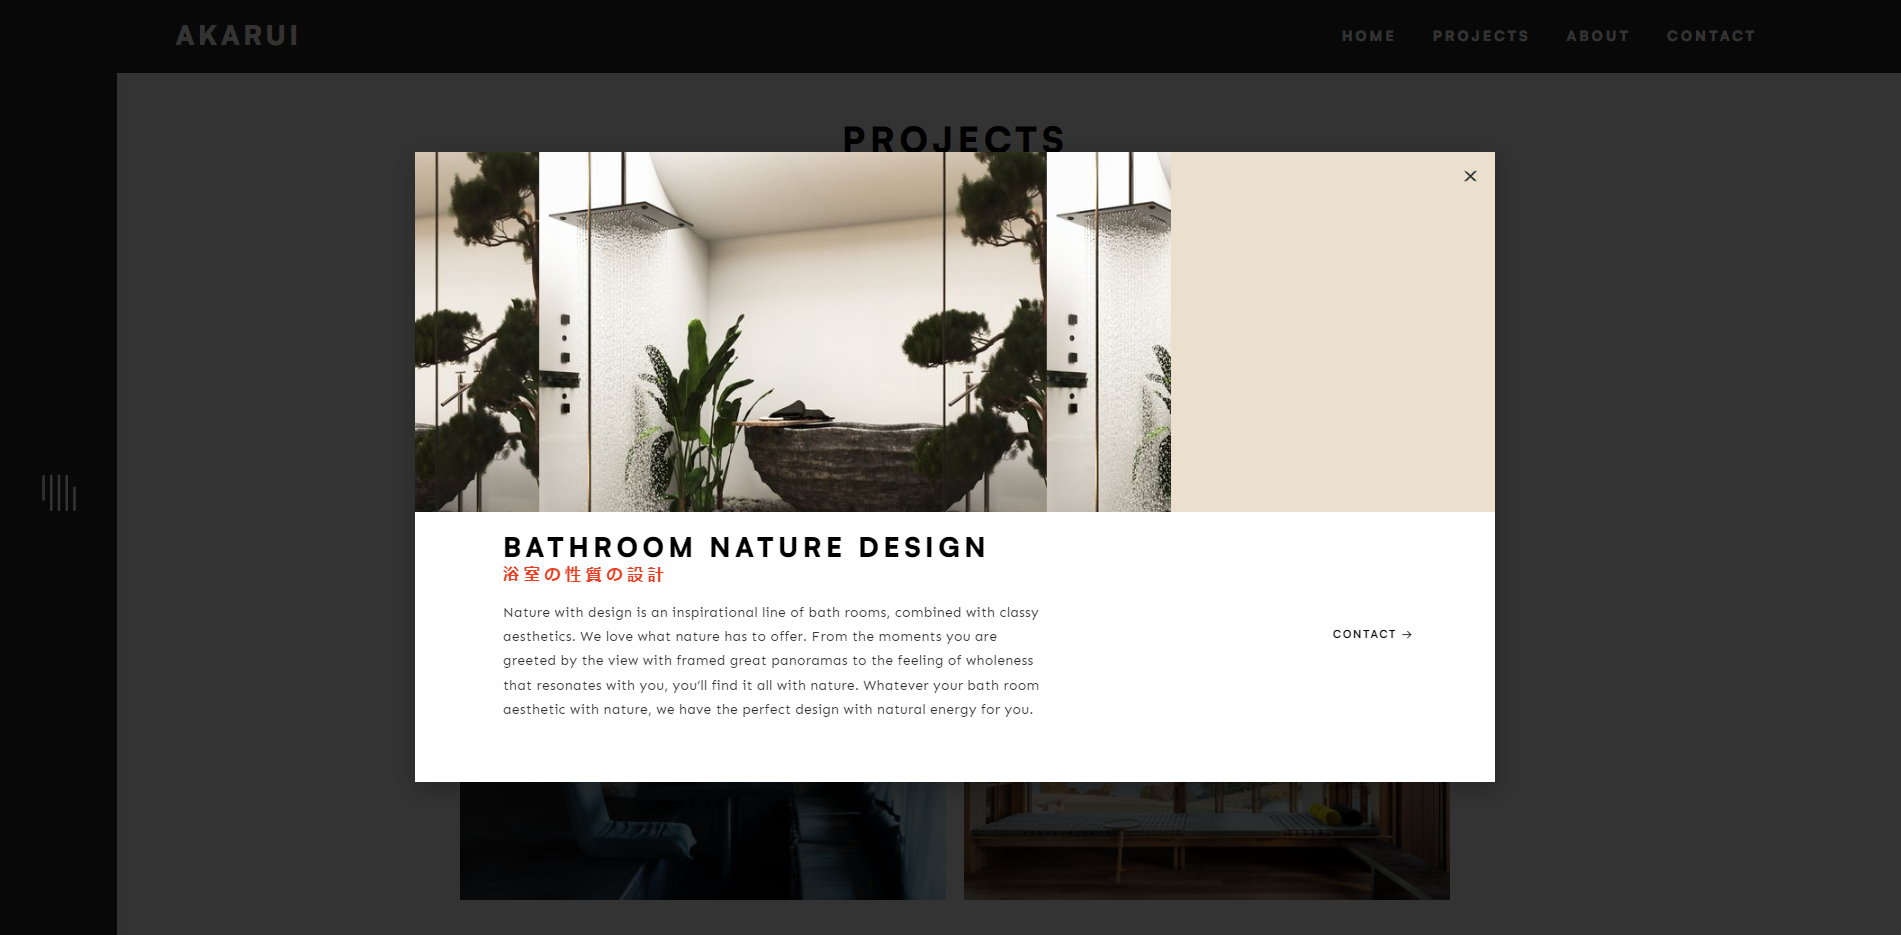 AKARUI
HOME PROJECTS ABOUT CONTACT
PROJECTS
BATHROOM NATURE DESIGN
浴室の性質の設計
Nature with design is an inspirational line of bath rooms, combined with classy
aesthetics. We love what nature has to offer. From the moments you are
greeted by the view with framed great panoramas to the feeling of wholeness
that resonates with you, you'll find it all with nature. Whatever your bath room
aesthetic with nature, we have the perfect design with natural energy for you.
CONTACT →